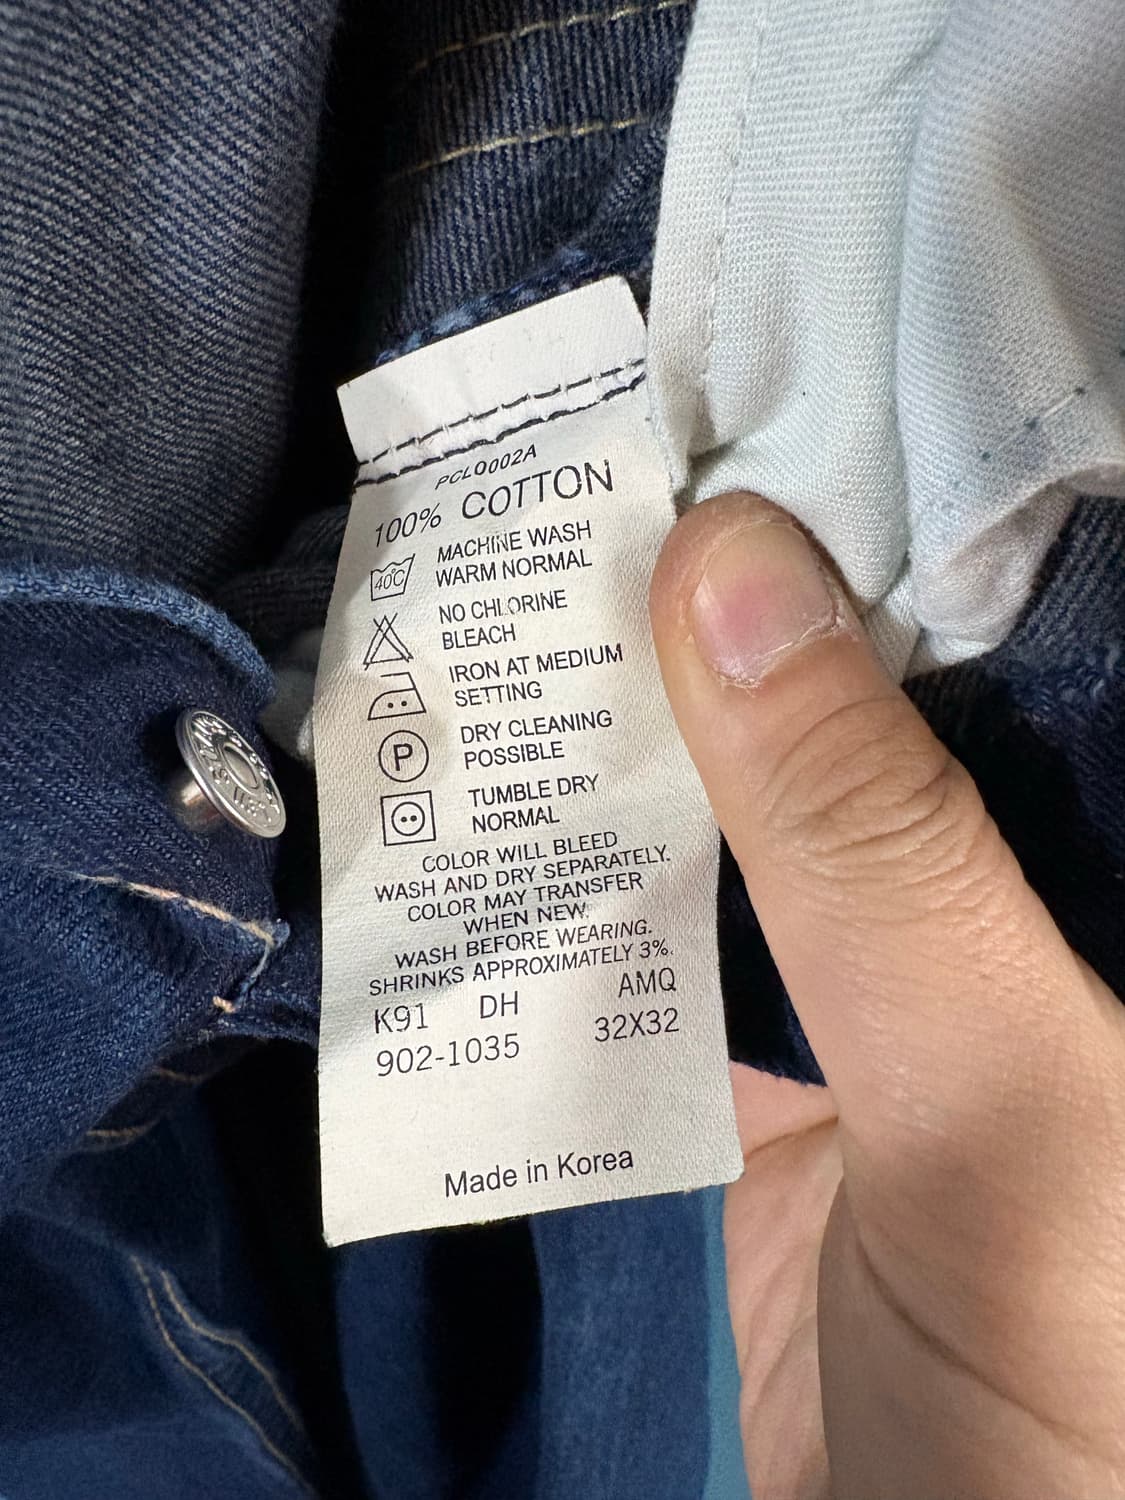 PCL0002A
100% COTTON
40C
MACHINE WASH
WARM NORMAL
NO CHLORINE
BLEACH
IRON AT MEDIUM
SETTING
P
DRY CLEANING
POSSIBLE
TUMBLE DRY
NORMAL
COLOR WILL BLEED
WASH AND DRY SEPARATELY.
COLOR MAY TRANSFER
WHEN NEW.
WASH BEFORE WEARING.
SHRINKS APPROXIMATELY 3%.
K91 DH AMQ
902-1035 32X32
Made in Korea